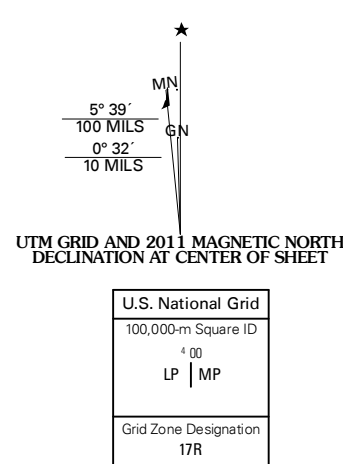 ★
MN
5° 39´
100 MILS
GN
0° 32´
10 MILS
UTM GRID AND 2011 MAGNETIC NORTH
DECLINATION AT CENTER OF SHEET
U.S. National Grid
100,000-m Square ID
4 00
LP MP
Grid Zone Designation
17R